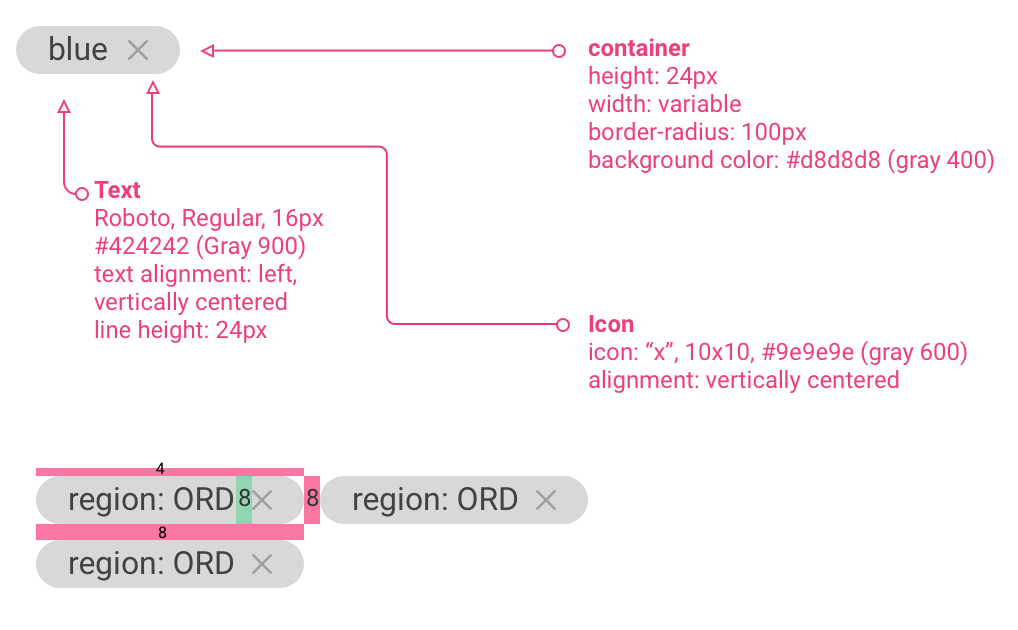 blue
container
height: 24px
width: variable
border-radius: 100px
background color: #d8d8d8 (gray 400)
Text
Roboto, Regular, 16px
#424242 (Gray 900)
text alignment: left,
vertically centered
line height: 24px
Icon
icon: “x”, 10x10, #9e9e9e (gray 600)
alignment: vertically centered
4
region: ORD 8 8 region: ORD
8
region: ORD